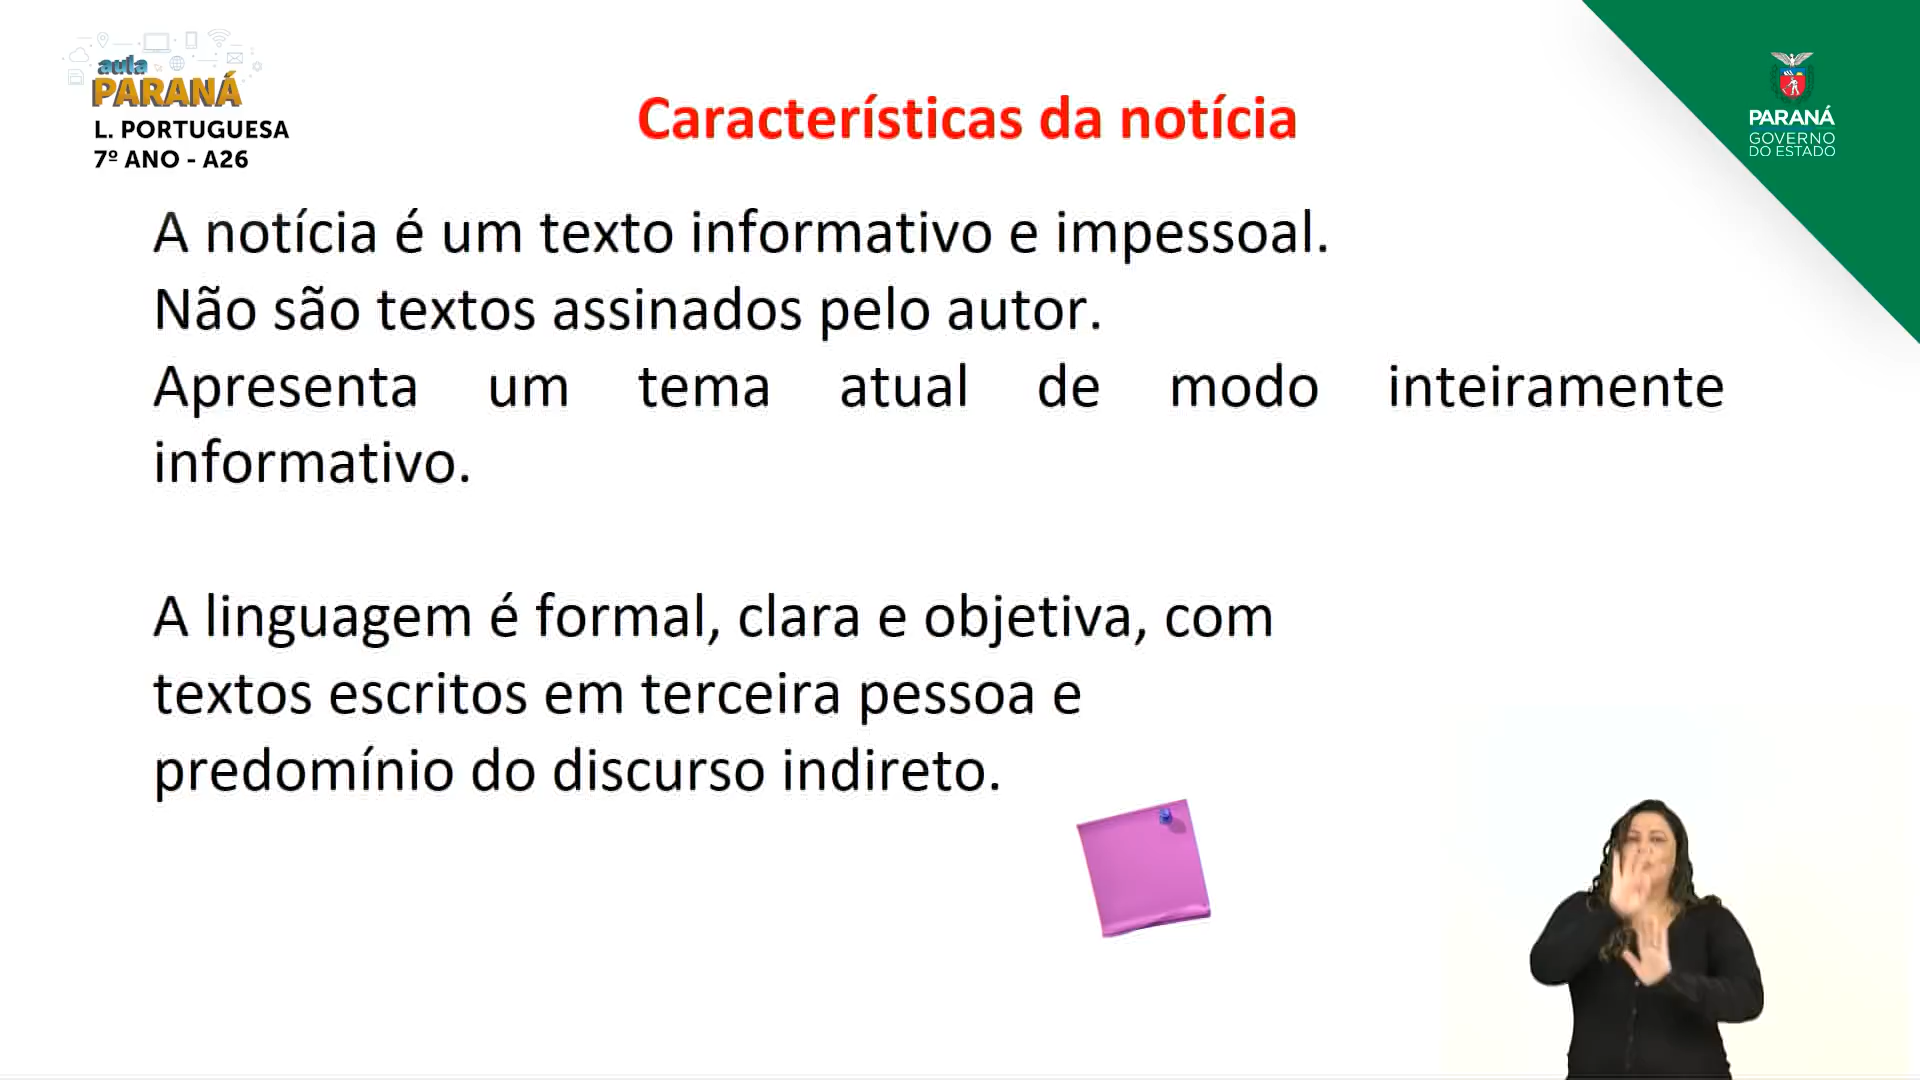 aula
PARANÁ
L. PORTUGUESA
7º ANO - A26
Características da notícia
PARANÁ
GOVERNO
DO ESTADO
A notícia é um texto informativo e impessoal.
Não são textos assinados pelo autor.
Apresenta um tema atual de modo inteiramente
informativo.
A linguagem é formal, clara e objetiva, com
textos escritos em terceira pessoa e
predomínio do discurso indireto.